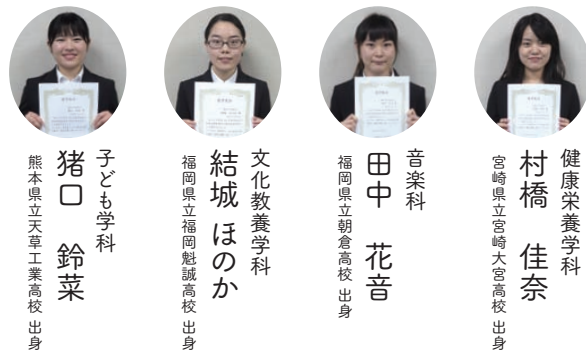 健康栄養学科
村橋 佳奈
宮崎県立宮崎大宮高校 出身
音楽科
田中 花音
福岡県立朝倉高校 出身
文化教養学科
結城 ほのか
福岡県立福岡魁誠高校 出身
子ども学科
猪口 鈴菜
熊本県立天草工業高校 出身